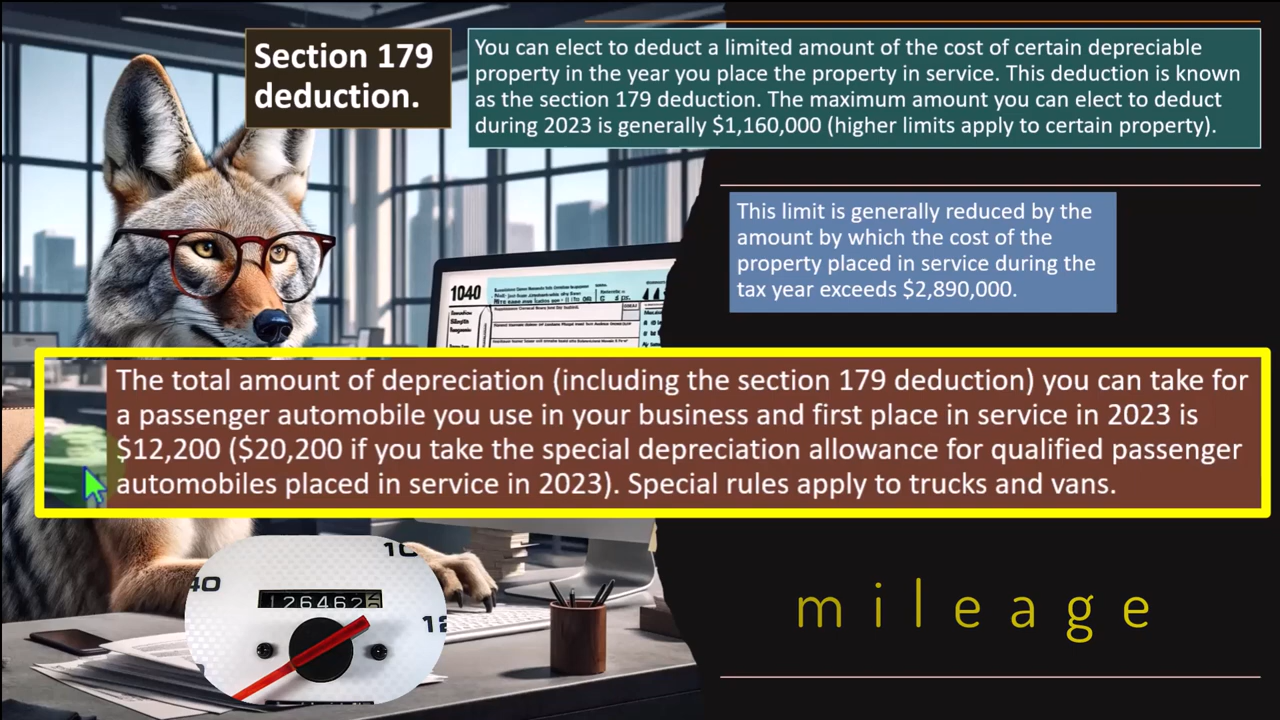 Section 179
deduction.
You can elect to deduct a limited amount of the cost of certain depreciable
property in the year you place the property in service. This deduction is known
as the section 179 deduction. The maximum amount you can elect to deduct
during 2023 is generally $1,160,000 (higher limits apply to certain property).
This limit is generally reduced by the
amount by which the cost of the
property placed in service during the
tax year exceeds $2,890,000.
1040
The total amount of depreciation (including the section 179 deduction) you can take for
a passenger automobile you use in your business and first place in service in 2023 is
$12,200 ($20,200 if you take the special depreciation allowance for qualified passenger
automobiles placed in service in 2023). Special rules apply to trucks and vans.
mileage